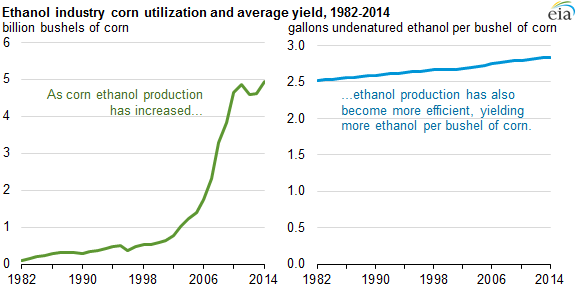 Ethanol industry corn utilization and average yield, 1982-2014
billion bushels of corn
gallons undenatured ethanol per bushel of corn
eia
6
5
4
3
2
1
0
As corn ethanol production
has increased...
1982 1990 1998 2006 2014
3.0
2.5
2.0
1.5
1.0
0.5
0.0
...ethanol production has also
become more efficient, yielding
more ethanol per bushel of corn.
1982 1990 1998 2006 2014